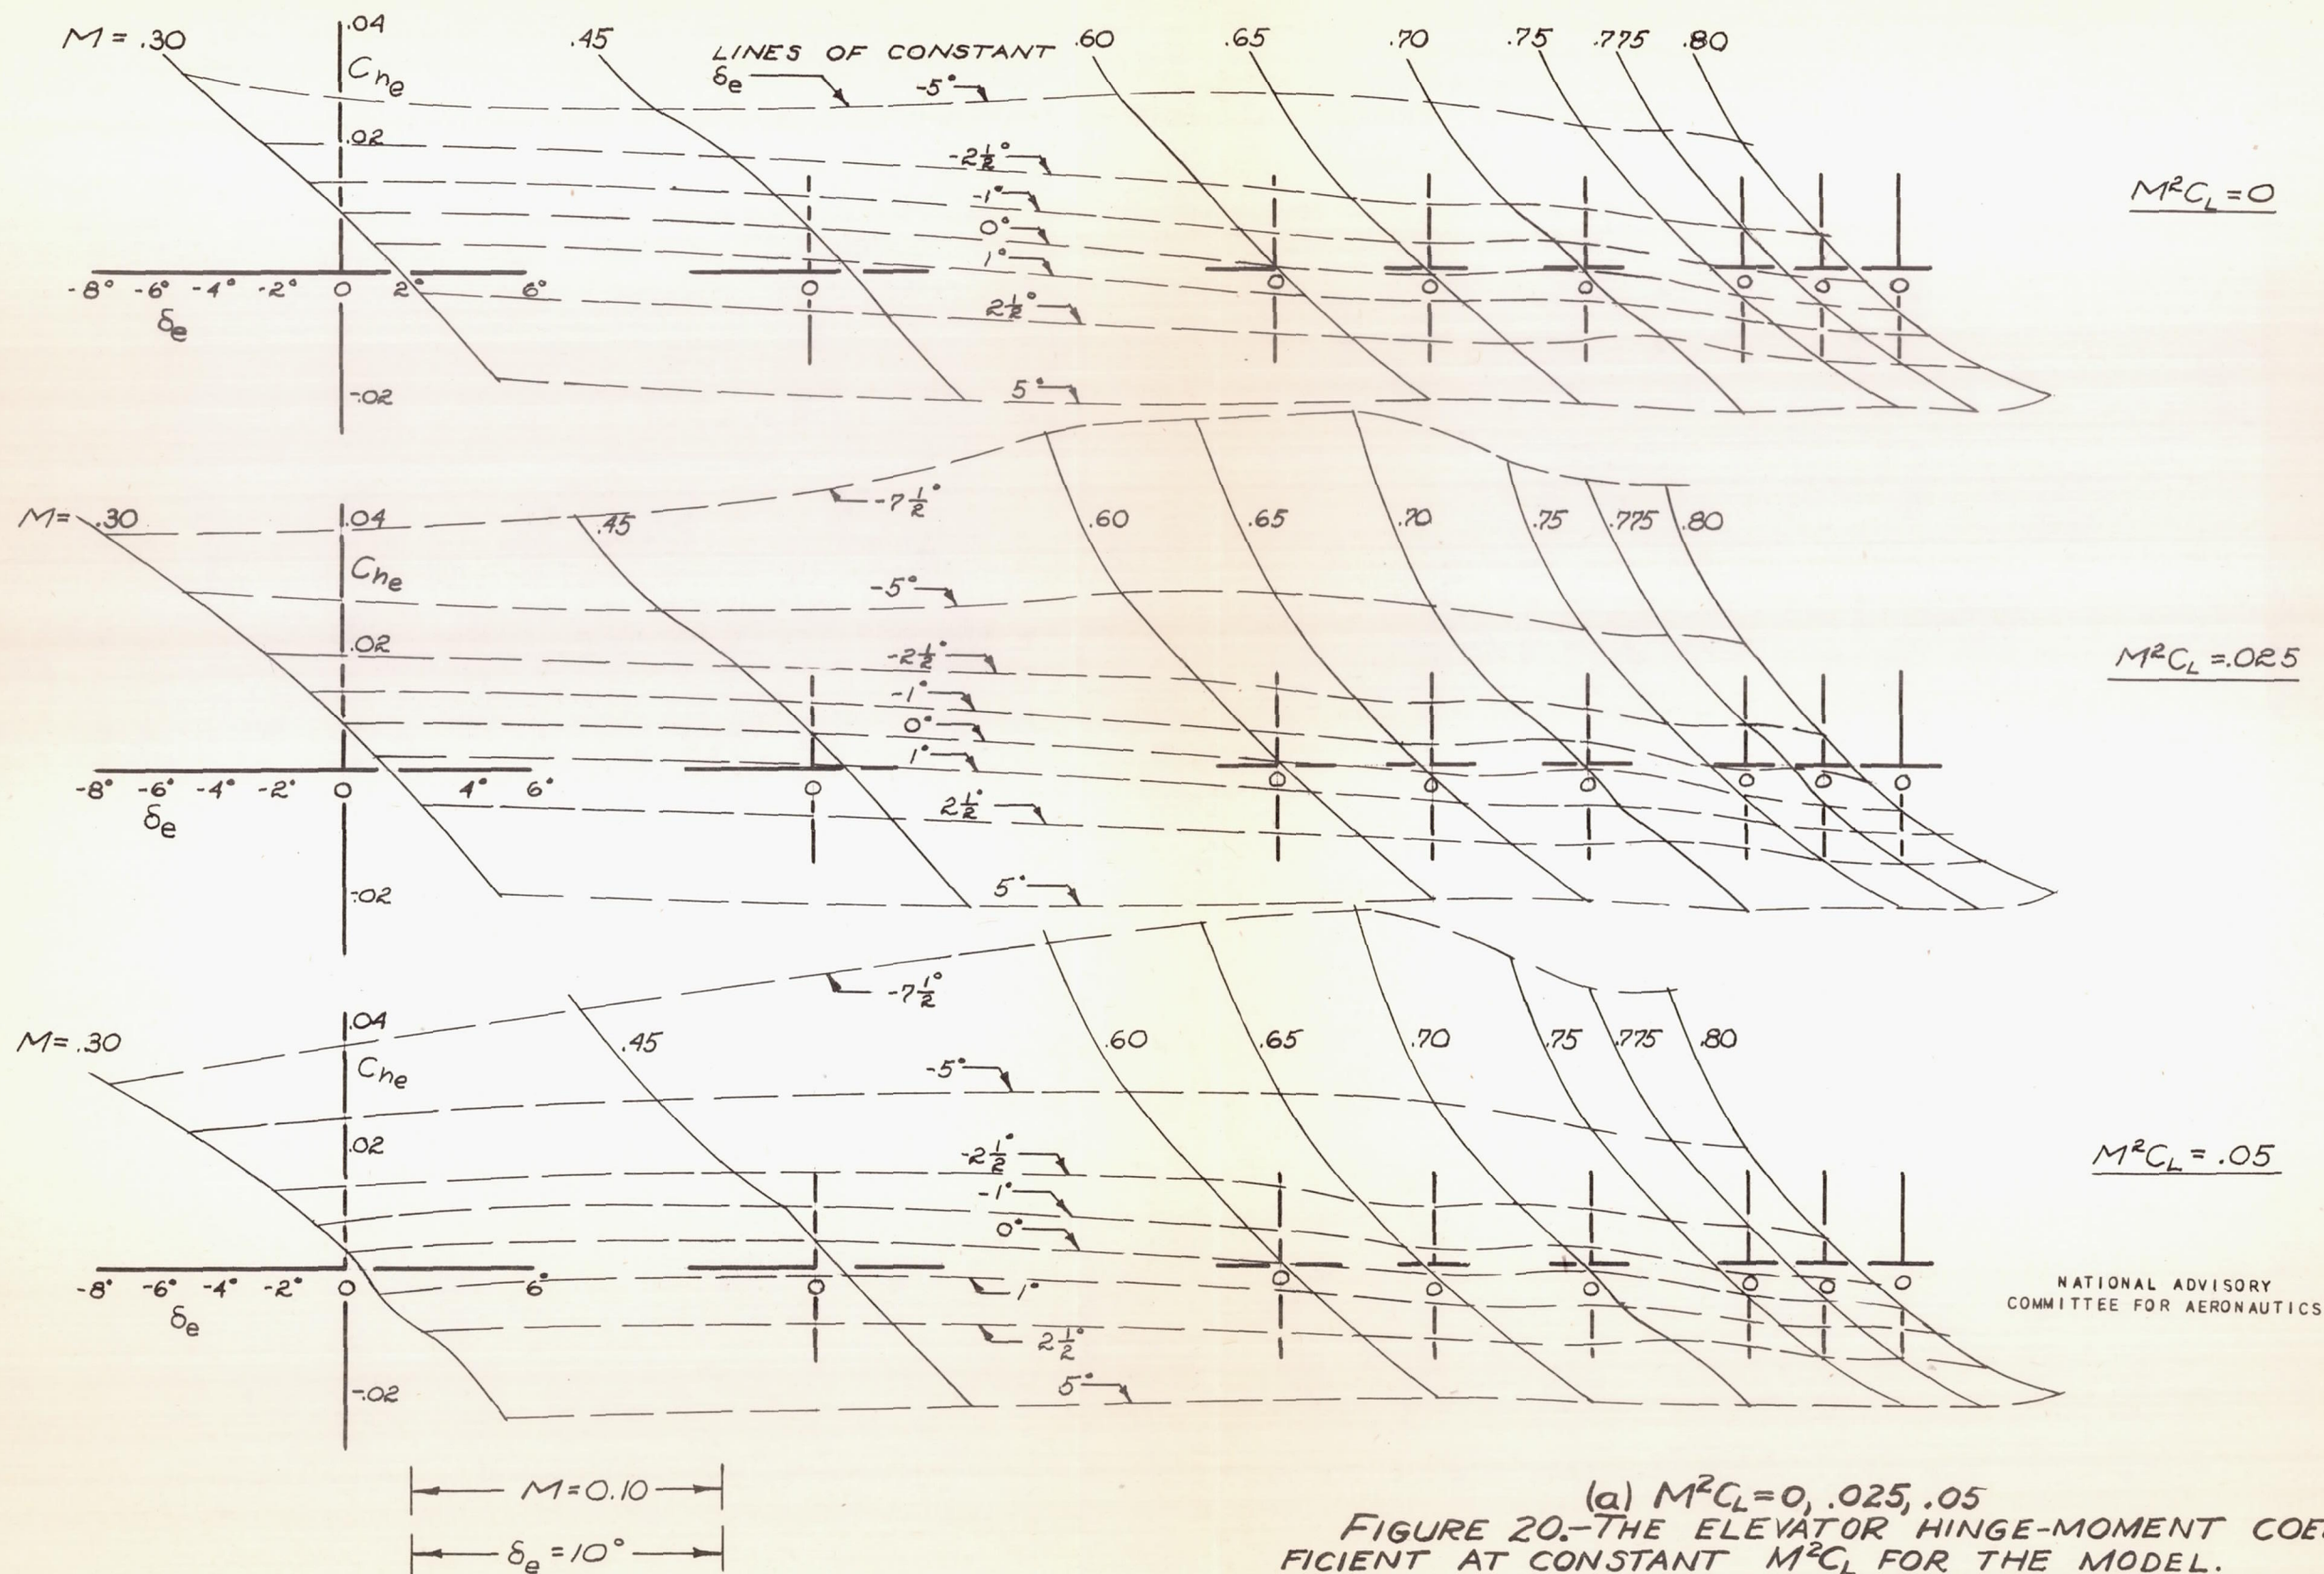 M = .30 .45 .60 .65 .70 .75 .775 .80
LINES OF CONSTANT
δe
.04
Che
.02
-5°
-2½°
-1°
0°
1°
2½°
5°
M²CL = 0
-8° -6° -4° -2° 0 2° 6° 0 0 0 0 0 0 0
δe
-.02
-7½°
M= .30 .04 .45 .60 .65 .70 .75 .775 .80
Che
-5°
.02
-2½°
-1°
0°
1°
2½°
5°
M²CL =.025
-8° -6° -4° -2° 0 4° 6° 0 0 0 0 0 0 0
δe
-.02
-7½°
.04
M= .30 .45 .60 .65 .70 .75 .775 .80
Che
-5°
.02
-2½°
-1°
0°
M²CL = .05
-8° -6° -4° -2° 0 6° 0 0 0 0 0 0 0
δe
1°
2½°
5°
-.02
NATIONAL ADVISORY
COMMITTEE FOR AERONAUTICS
M=0.10
δe =10°
(a) M²CL=0, .025, .05
FIGURE 20.-THE ELEVATOR HINGE-MOMENT COEF
FICIENT AT CONSTANT M²CL FOR THE MODEL.